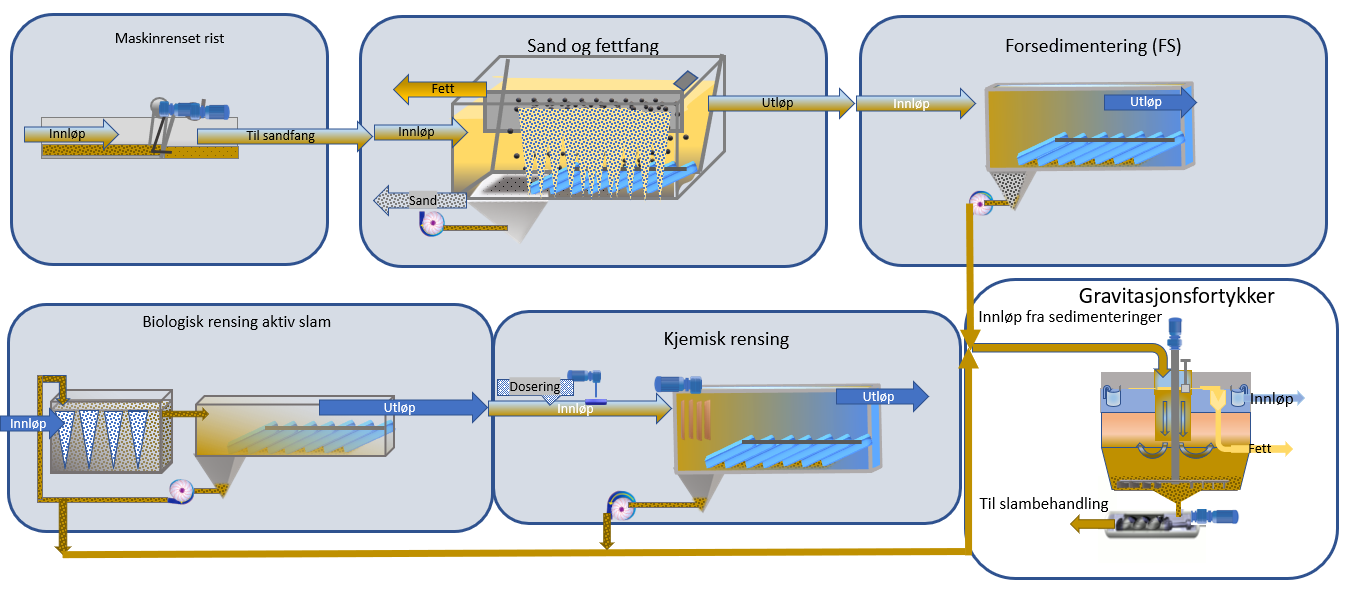 Maskinrenset rist
Innløp
Til sandfang
Sand og fettfang
Fett
Innløp
Sand
Utløp
Forsedimentering (FS)
Innløp
Utløp
Biologisk rensing aktiv slam
Innløp
Utløp
Kjemisk rensing
Dosering
Innløp
Utløp
Gravitasjonsfortykker
Innløp fra sedimenteringer
Innløp
Fett
Til slambehandling